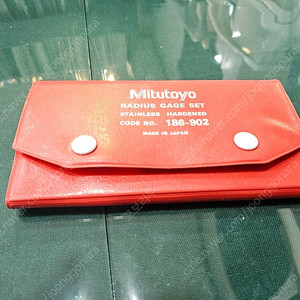 Mitutoyo
RADIUS GAGE SET
STAINLESS HARDENED
CODE NO. 186-902
MADE IN JAPAN